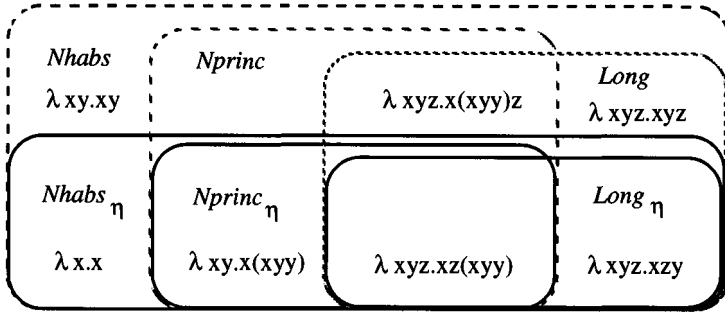 Nhabs Nprinc Long
λ xy.xy λ xyz.x(xyy)z λ xyz.xyz
Nhabs η Nprinc η Long η
λ x.x λ xy.x(xyy) λ xyz.xz(xyy) λ xyz.xzy